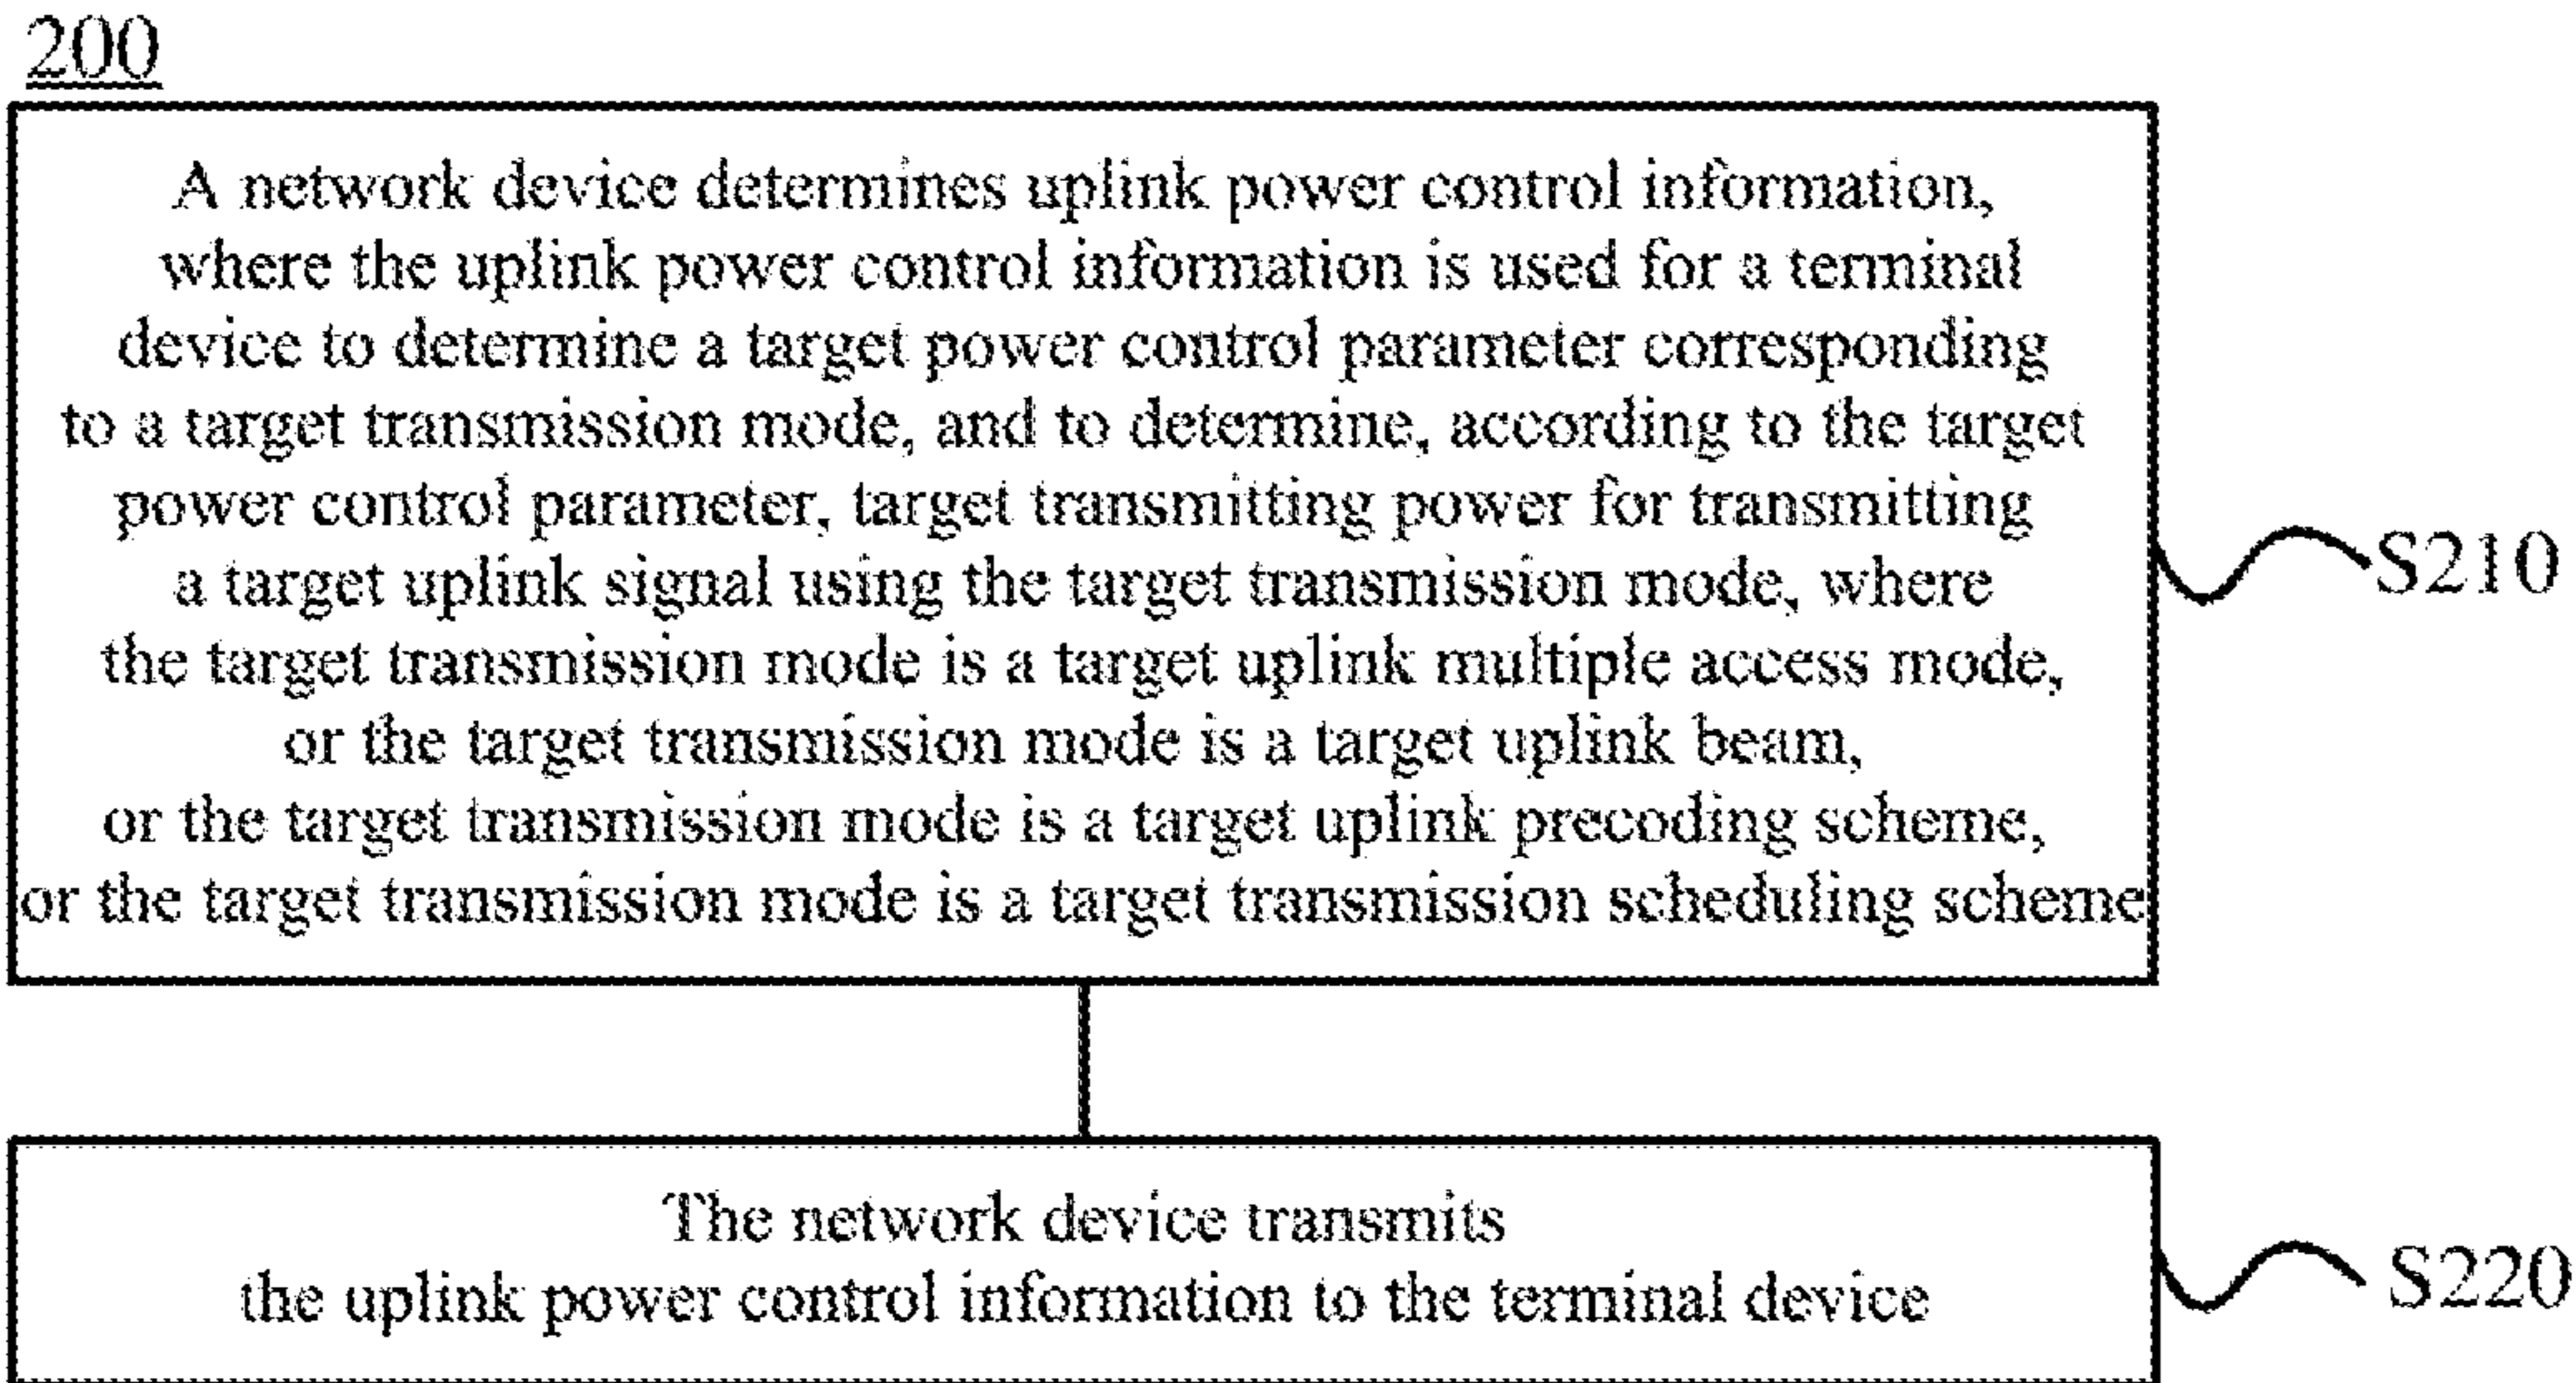 200
A network device determines uplink power control information,
where the uplink power control information is used for a terminal
device to determine a target power control parameter corresponding
to a target transmission mode, and to determine, according to the target
power control parameter, target transmitting power for transmitting
a target uplink signal using the target transmission mode, where
the target transmission mode is a target uplink multiple access mode,
or the target transmission mode is a target uplink beam,
or the target transmission mode is a target uplink precoding scheme,
or the target transmission mode is a target transmission scheduling scheme
S210
The network device transmits
the uplink power control information to the terminal device
S220